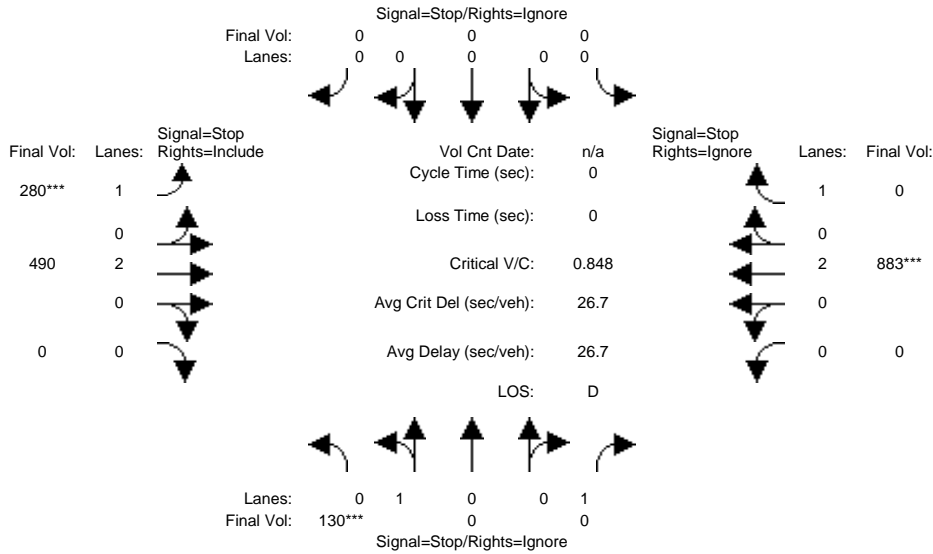 Signal=Stop/Rights=Ignore
Final Vol: 0 0 0
Lanes: 0 0 0 0 0
Signal=Stop
Final Vol: Lanes: Rights=Include
Vol Cnt Date: n/a
Signal=Stop
Rights=Ignore Lanes: Final Vol:
Cycle Time (sec): 0
280*** 1
1 0
Loss Time (sec): 0
0
0
490 2
Critical V/C: 0.848
2 883***
0
Avg Crit Del (sec/veh): 26.7
0
0 0
Avg Delay (sec/veh): 26.7
0 0
LOS: D
Lanes: 0 1 0 0 1
Final Vol: 130*** 0 0
Signal=Stop/Rights=Ignore